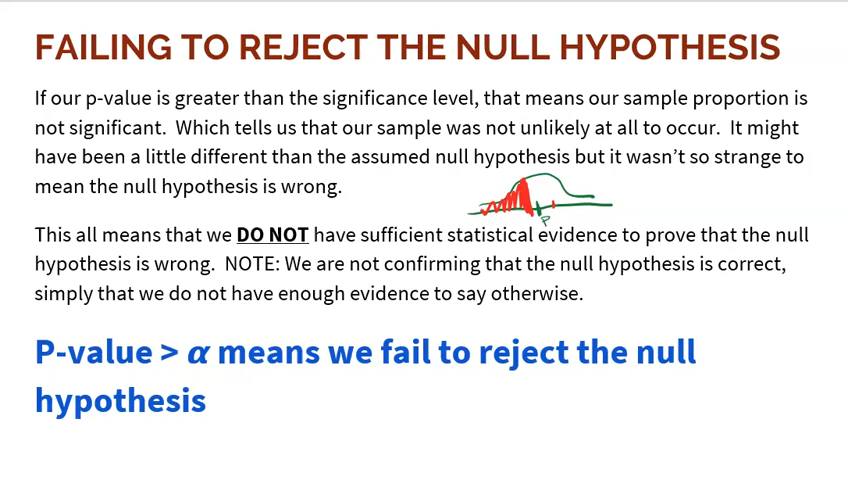 FAILING TO REJECT THE NULL HYPOTHESIS
If our p-value is greater than the significance level, that means our sample proportion is
not significant.  Which tells us that our sample was not unlikely at all to occur.  It might
have been a little different than the assumed null hypothesis but it wasn't so strange to
mean the null hypothesis is wrong.
P
This all means that we DO NOT have sufficient statistical evidence to prove that the null
hypothesis is wrong.  NOTE: We are not confirming that the null hypothesis is correct,
simply that we do not have enough evidence to say otherwise.
P-value > α means we fail to reject the null
hypothesis